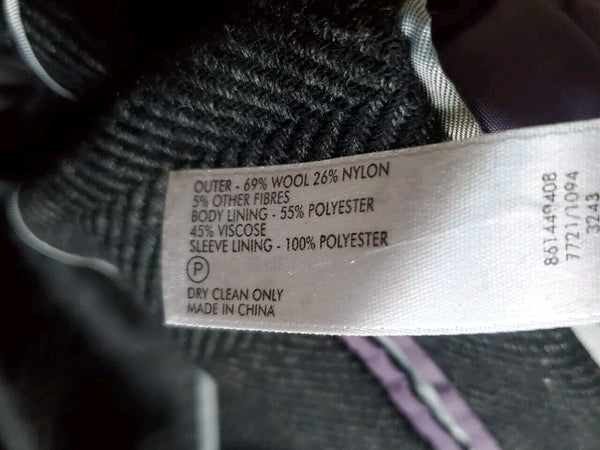 OUTER - 69% WOOL 26% NYLON
5% OTHER FIBRES
BODY LINING - 55% POLYESTER
45% VISCOSE
SLEEVE LINING - 100% POLYESTER
P
DRY CLEAN ONLY
MADE IN CHINA
861449408
7721/1094
3243